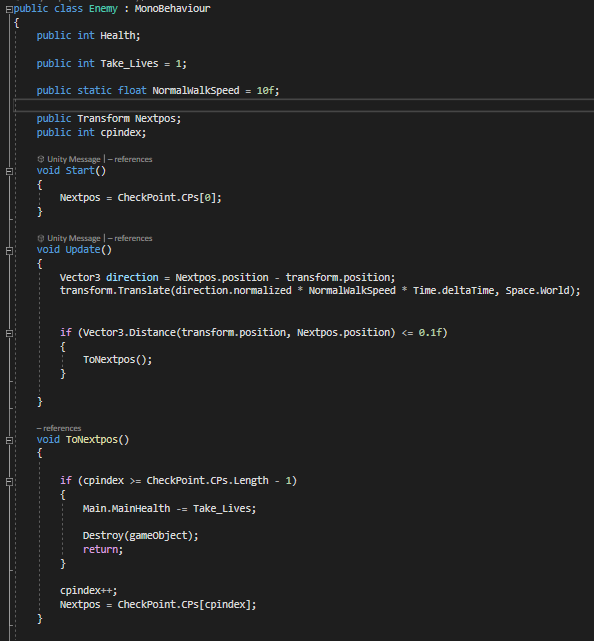 public class Enemy : MonoBehaviour
{
public int Health;
public int Take_Lives = 1;
public static float NormalWalkSpeed = 10f;
public Transform Nextpos;
public int cpindex;
Unity Message | – references
void Start()
{
Nextpos = CheckPoint.CPs[0];
}
Unity Message | – references
void Update()
{
Vector3 direction = Nextpos.position - transform.position;
transform.Translate(direction.normalized * NormalWalkSpeed * Time.deltaTime, Space.World);
if (Vector3.Distance(transform.position, Nextpos.position) <= 0.1f)
{
ToNextpos();
}
}
– references
void ToNextpos()
{
if (cpindex >= CheckPoint.CPs.Length - 1)
{
Main.MainHealth -= Take_Lives;
Destroy(gameObject);
return;
}
cpindex++;
Nextpos = CheckPoint.CPs[cpindex];
}